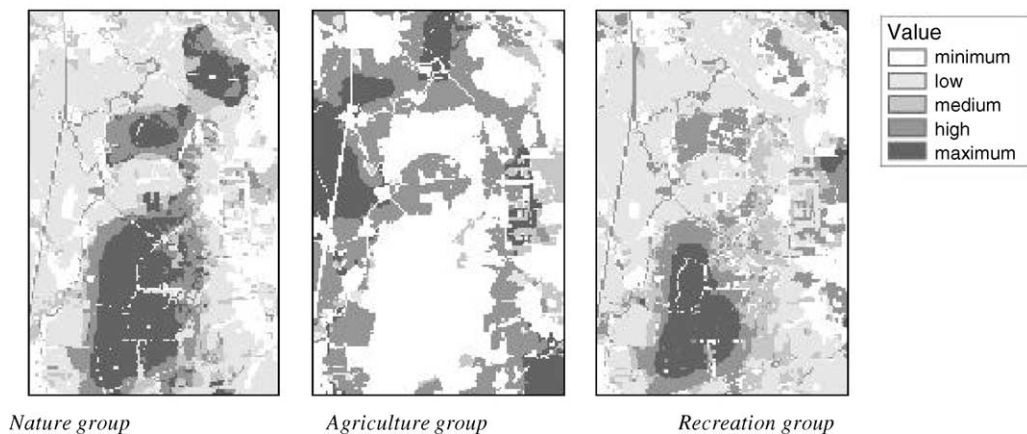 Value
minimum
low
medium
high
maximum
Nature group
Agriculture group
Recreation group